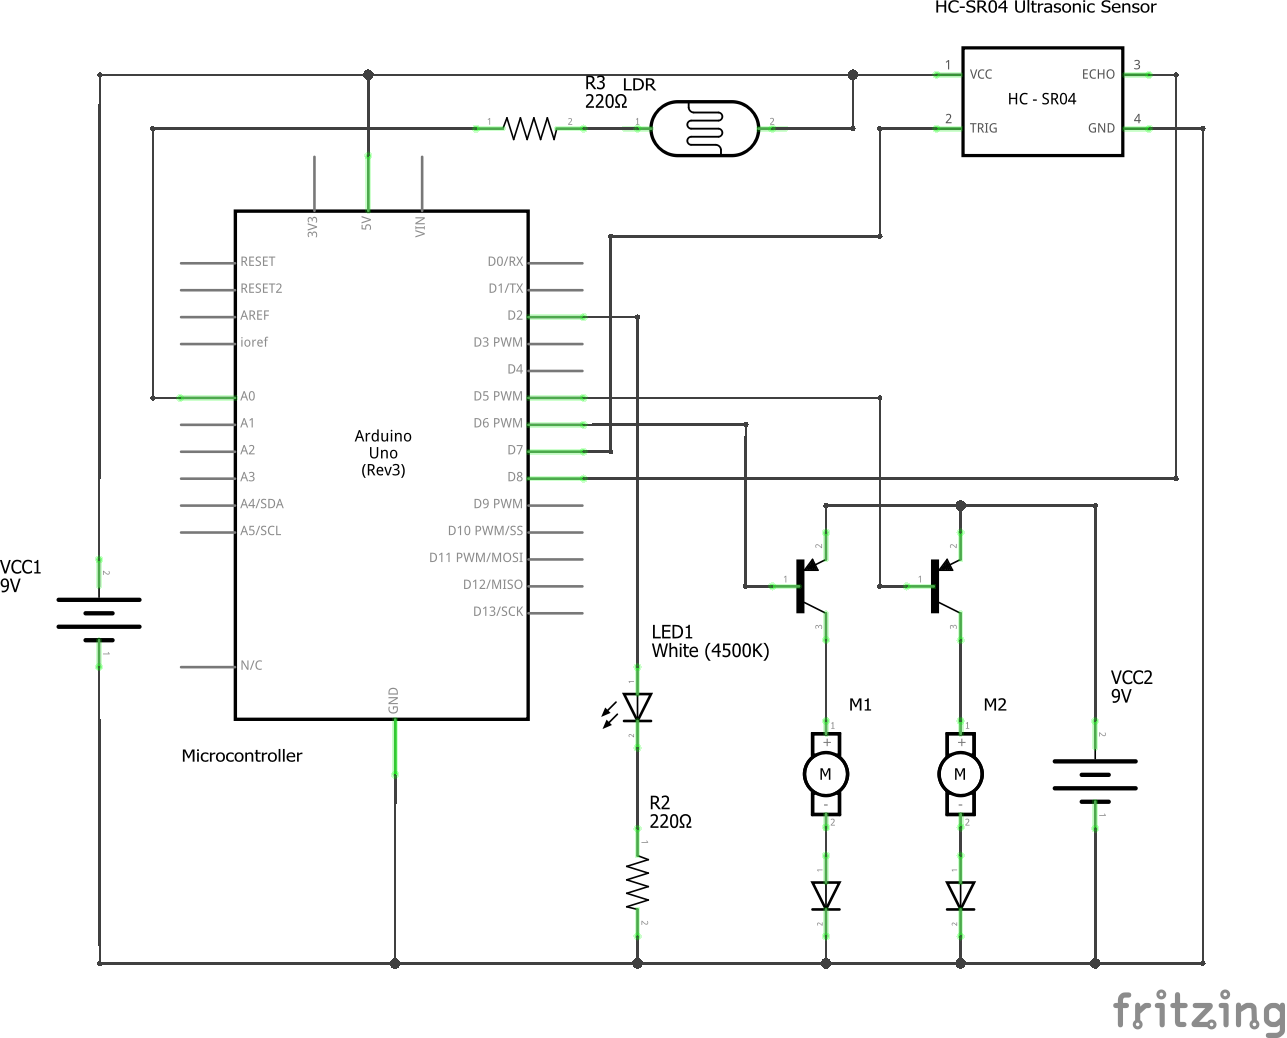 HC-SR04 Ultrasonic Sensor
1
VCC
ECHO
3
HC - SR04
2
TRIG
GND
4
R3
220Ω
LDR
1
2
1
2
3V3
5V
VIN
RESET
RESET2
AREF
ioref
A0
A1
A2
A3
A4/SDA
A5/SCL
N/C
D0/RX
D1/TX
D2
D3 PWM
D4
D5 PWM
D6 PWM
D7
D8
D9 PWM
D10 PWM/SS
D11 PWM/MOSI
D12/MISO
D13/SCK
Arduino
Uno
(Rev3)
GND
Microcontroller
VCC1
9V
2
1
LED1
White (4500K)
1
2
R2
220Ω
1
2
1
2
3
1
2
3
M1
1
+
M
-
2
M2
1
+
M
-
2
1
2
1
2
VCC2
9V
2
1
fritzing